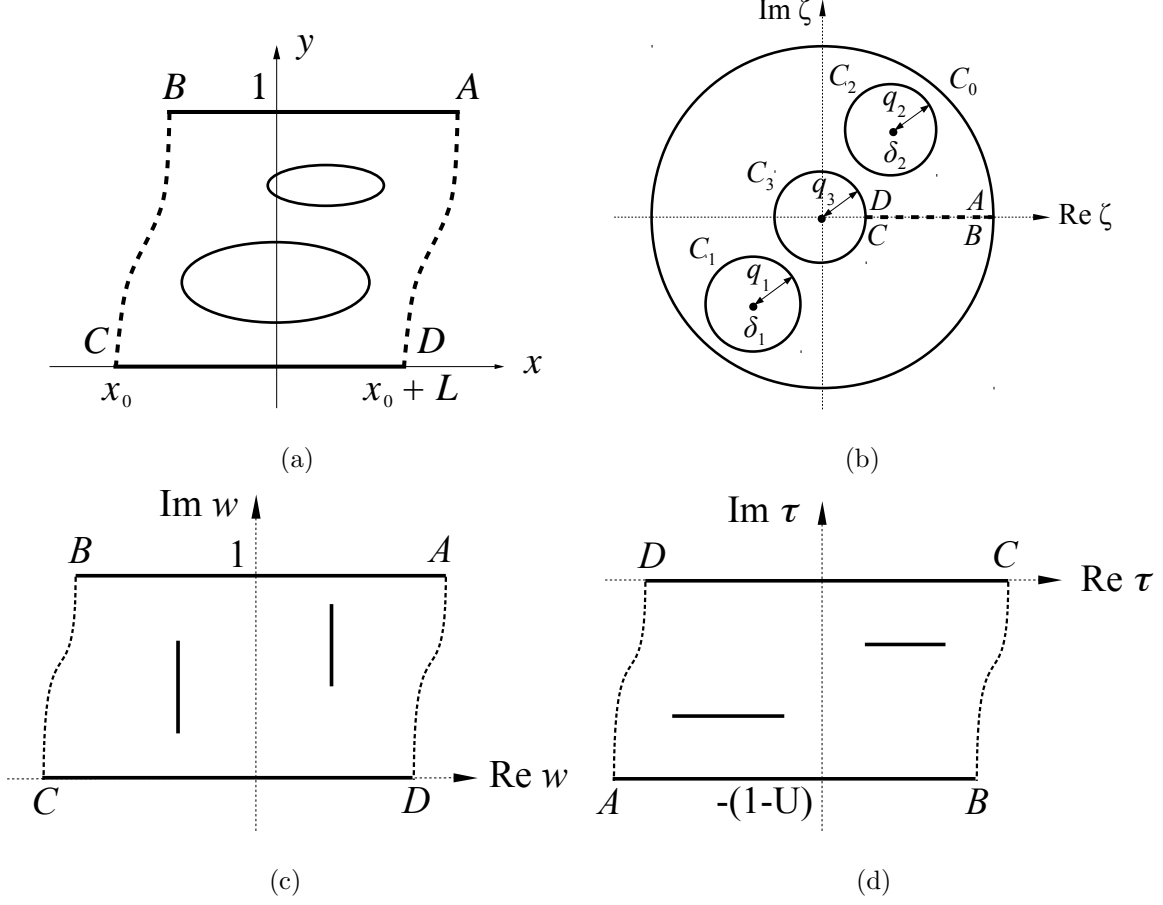 y
B 1 A
C D
x₀ x₀ + L x
(a)
Im ζ
C₂ C₀
q₂
δ₂
C₃ q₃ D A
C B Re ζ
C₁ q₁
δ₁
(b)
Im w
B 1 A
Re w
C D
(c)
Im τ
D C
Re τ
A -(1-U) B
(d)